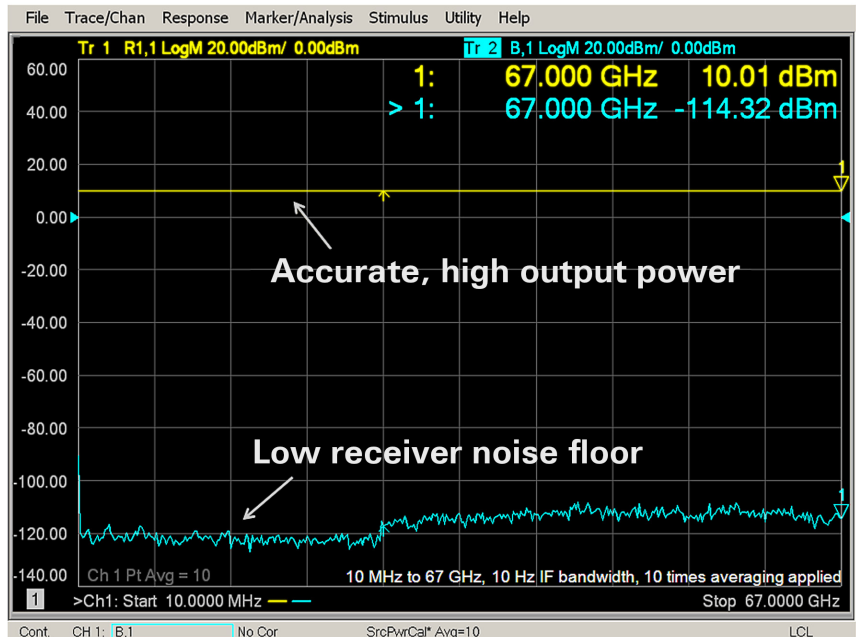 File Trace/Chan Response Marker/Analysis Stimulus Utility Help
Tr 1 R1,1 LogM 20.00dBm/ 0.00dBm Tr 2 B,1 LogM 20.00dBm/ 0.00dBm
60.00
1: 67.000 GHz 10.01 dBm
40.00
> 1: 67.000 GHz -114.32 dBm
20.00
1
0.00
Accurate, high output power
-20.00
-40.00
-60.00
-80.00
Low receiver noise floor
-100.00
1
-120.00
-140.00
Ch 1 Pt Avg = 10
10 MHz to 67 GHz, 10 Hz IF bandwidth, 10 times averaging applied
1 >Ch1: Start 10.0000 MHz Stop 67.0000 GHz
Cont. CH 1: B,1 No Cor SrcPwrCal* Avg=10 LCL